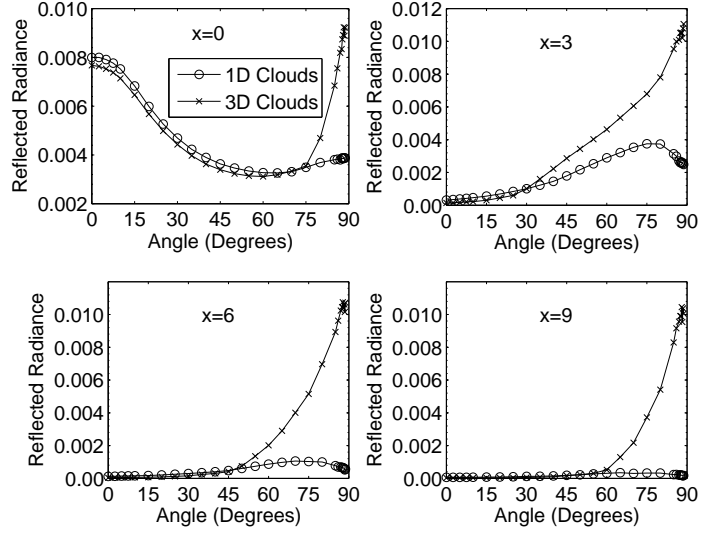 x=0
1D Clouds
3D Clouds
Reflected Radiance
0.010
0.008
0.006
0.004
0.002
0 15 30 45 60 75 90
Angle (Degrees)
x=3
Reflected Radiance
0.012
0.010
0.008
0.006
0.004
0.002
0.00
0 15 30 45 60 75 90
Angle (Degrees)
x=6
Reflected Radiance
0.010
0.008
0.006
0.004
0.002
0.00
0 15 30 45 60 75 90
Angle (Degrees)
x=9
Reflected Radiance
0.010
0.008
0.006
0.004
0.002
0.00
0 15 30 45 60 75 90
Angle (Degrees)